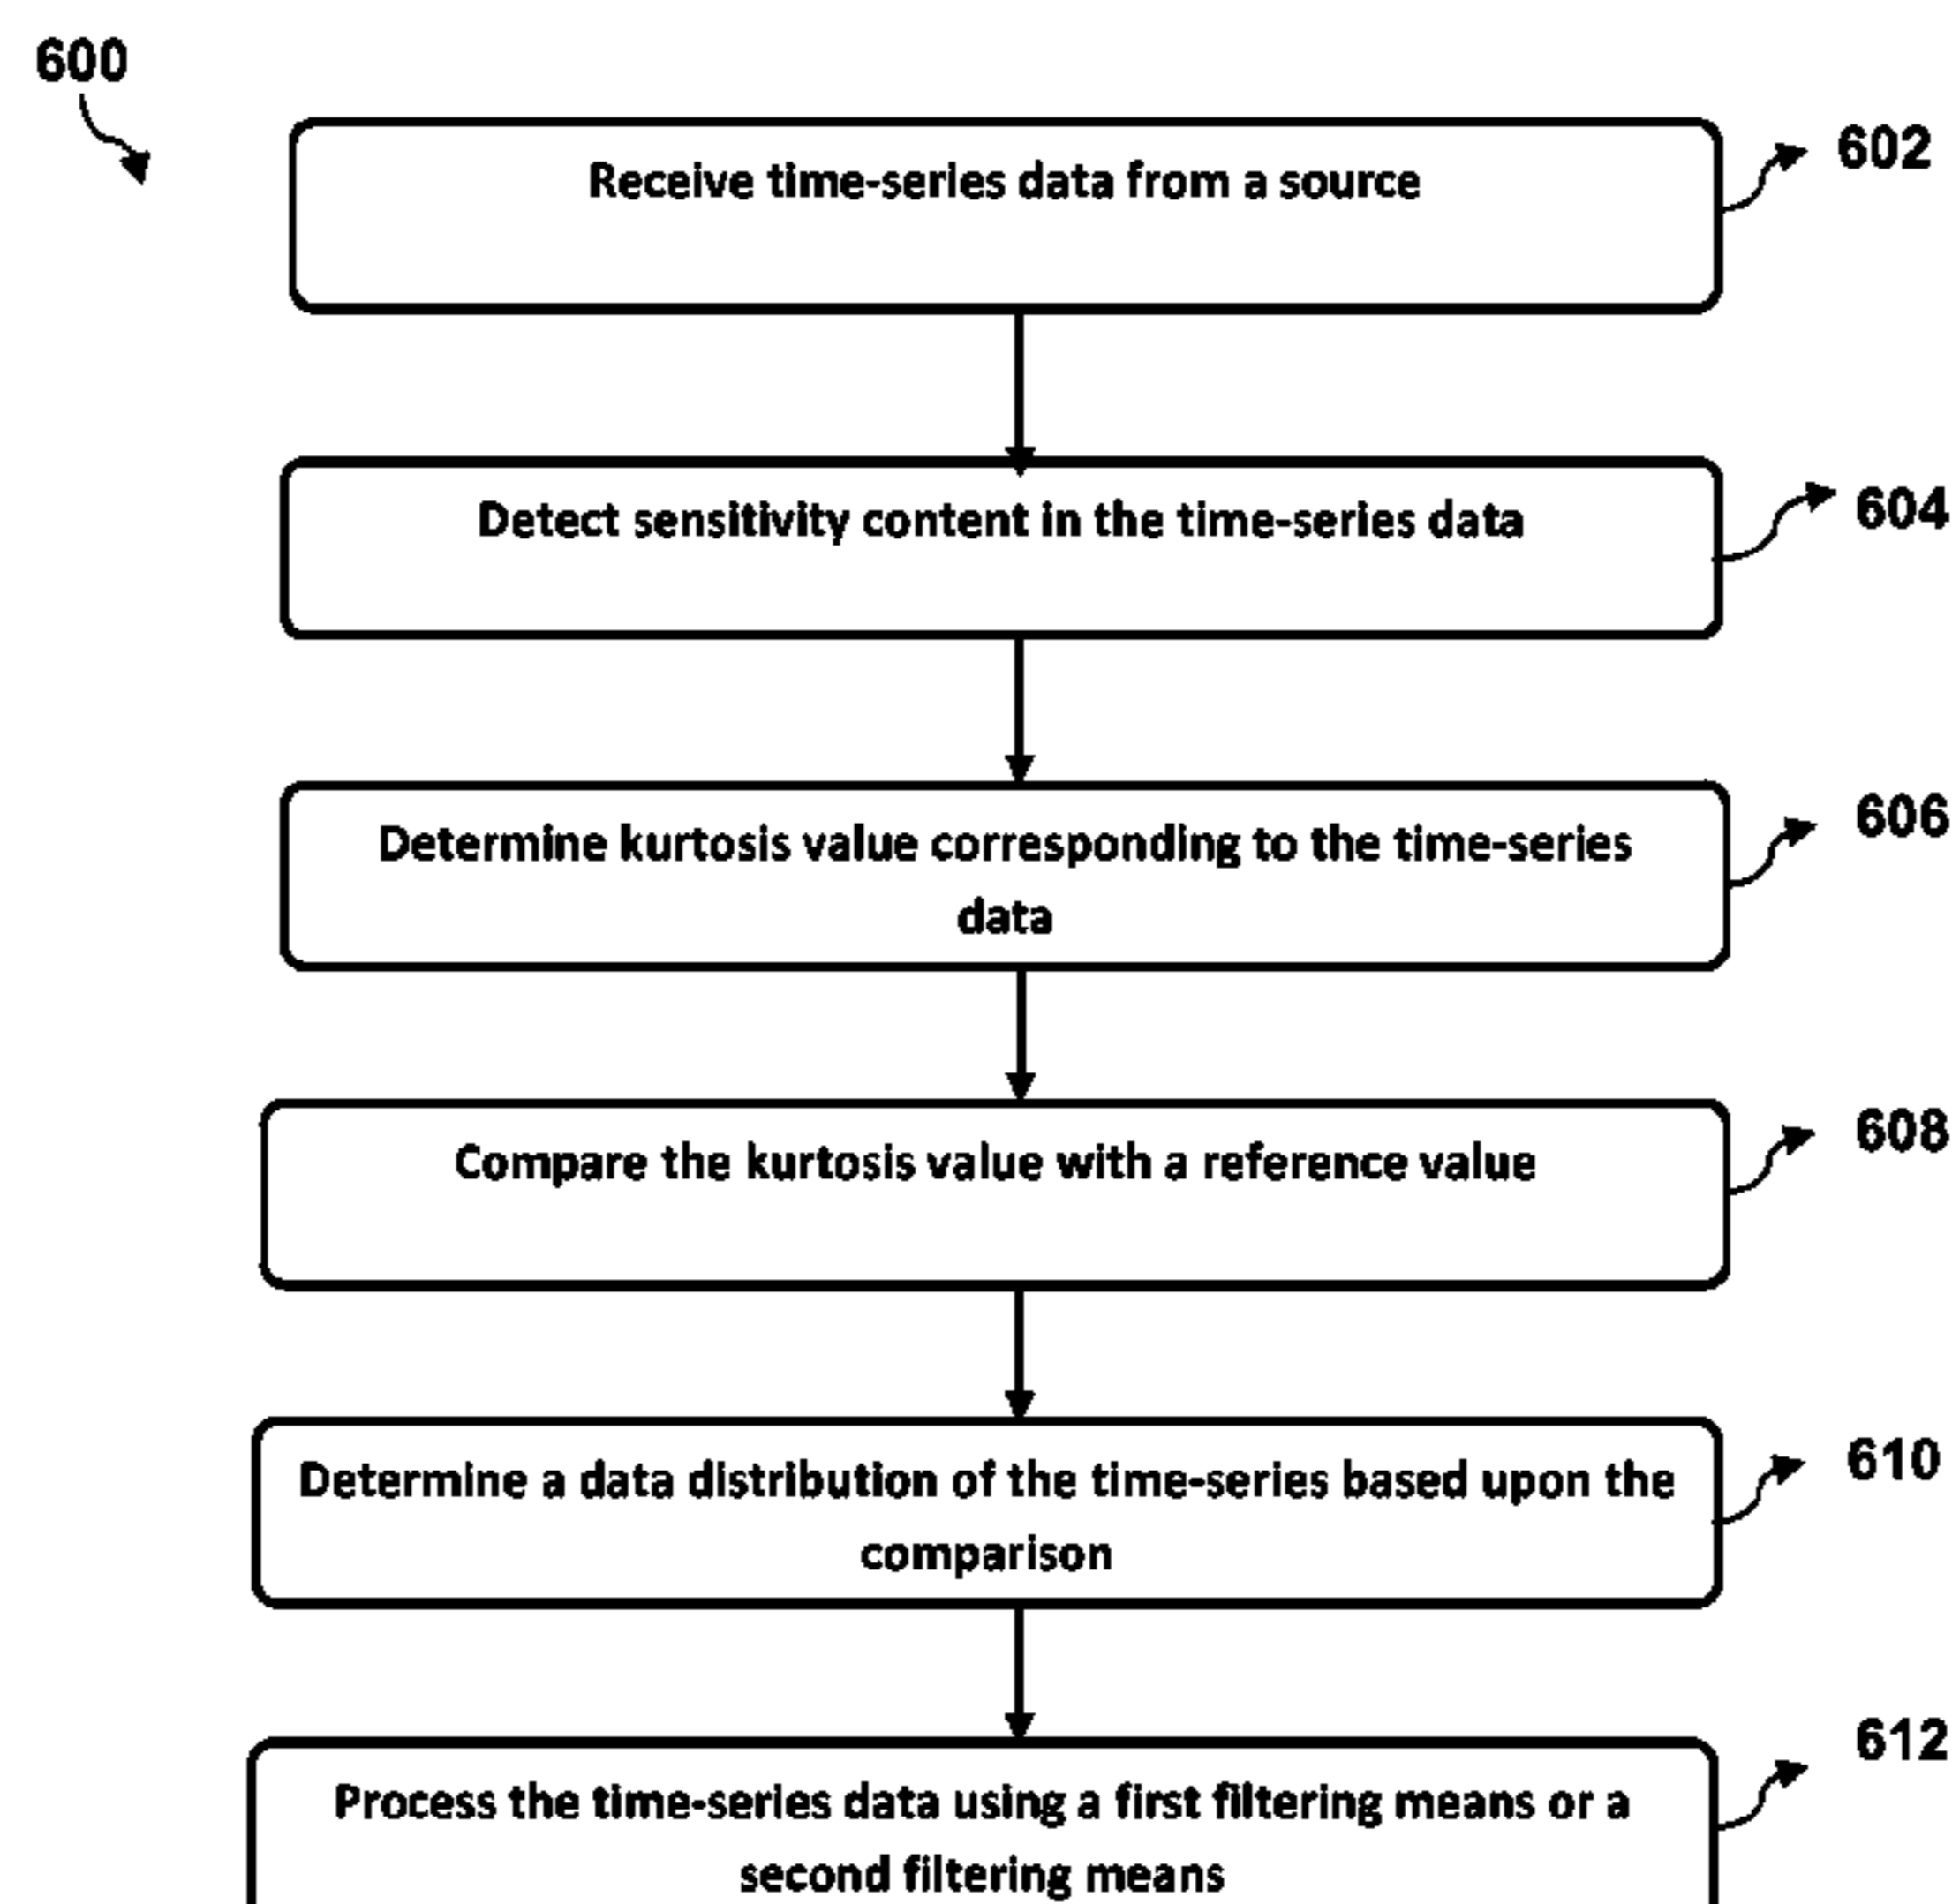 600
Receive time-series data from a source
602
Detect sensitivity content in the time-series data
604
Determine kurtosis value corresponding to the time-series
data
606
Compare the kurtosis value with a reference value
608
Determine a data distribution of the time-series based upon the
comparison
610
Process the time-series data using a first filtering means or a
second filtering means
612